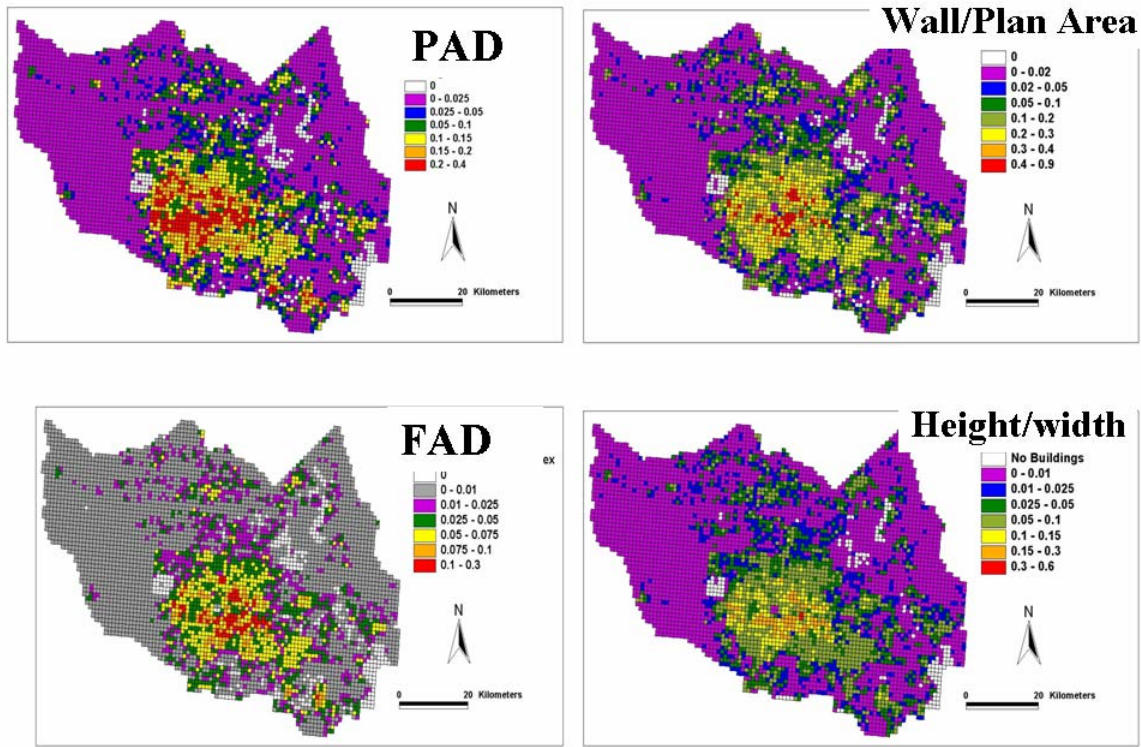 PAD
0
0 - 0.025
0.025 - 0.05
0.05 - 0.1
0.1 - 0.15
0.15 - 0.2
0.2 - 0.4
N
0 20 Kilometers
Wall/Plan Area
0
0 - 0.02
0.02 - 0.05
0.05 - 0.1
0.1 - 0.2
0.2 - 0.3
0.3 - 0.4
0.4 - 0.9
N
0 20 Kilometers
FAD
ex
0
0 - 0.01
0.01 - 0.025
0.025 - 0.05
0.05 - 0.075
0.075 - 0.1
0.1 - 0.3
N
0 20 Kilometers
Height/width
No Buildings
0 - 0.01
0.01 - 0.025
0.025 - 0.05
0.05 - 0.1
0.1 - 0.15
0.15 - 0.3
0.3 - 0.6
N
0 20 Kilometers